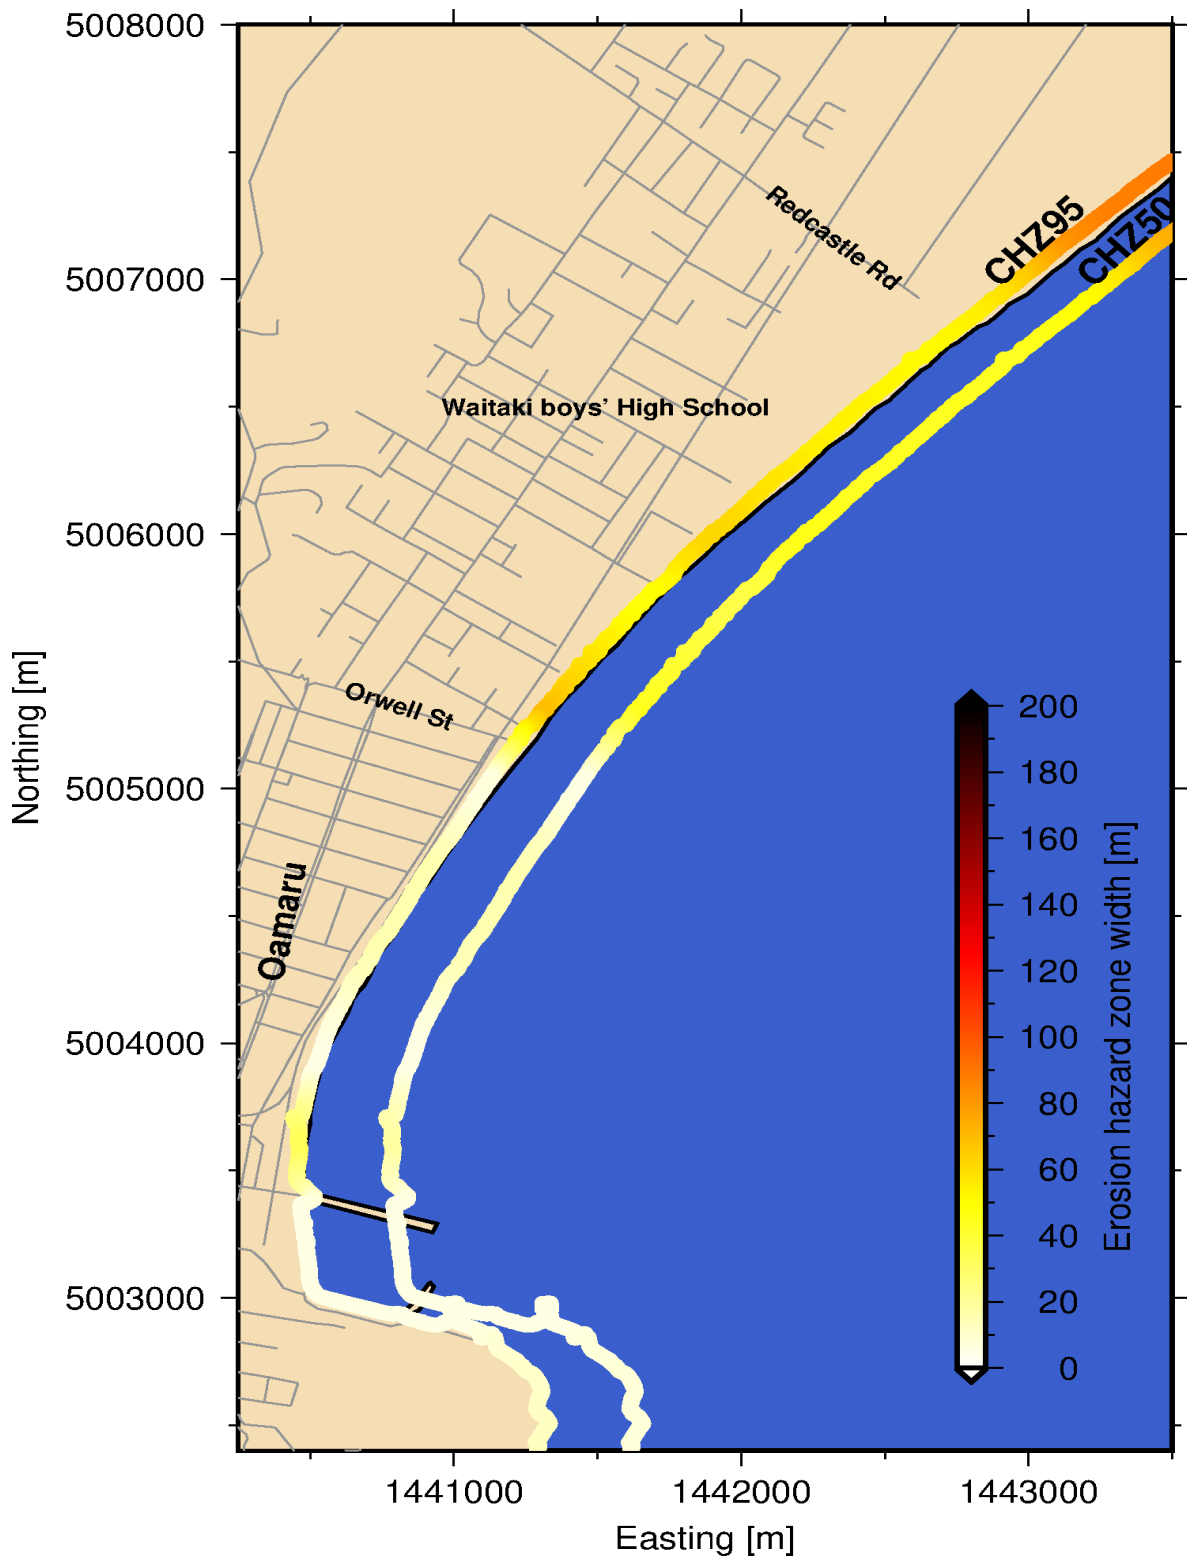 5008000
5007000
5006000
5005000
5004000
5003000
Northing [m]
Redcastle Rd
CHZ95
CHZ50
Waitaki boys’ High School
Orwell St
Oamaru
200
180
160
140
120
100
80
60
40
20
0
Erosion hazard zone width [m]
1441000
1442000
1443000
Easting [m]